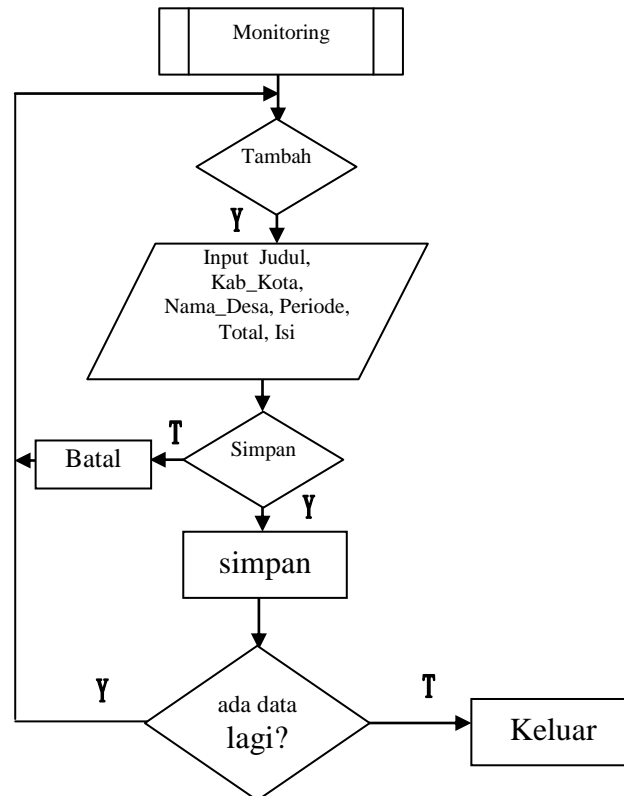 Monitoring
Tambah
Y
Input Judul,
Kab_Kota,
Nama_Desa, Periode,
Total, Isi
T
Batal
Simpan
Y
simpan
Y
ada data
lagi?
T
Keluar